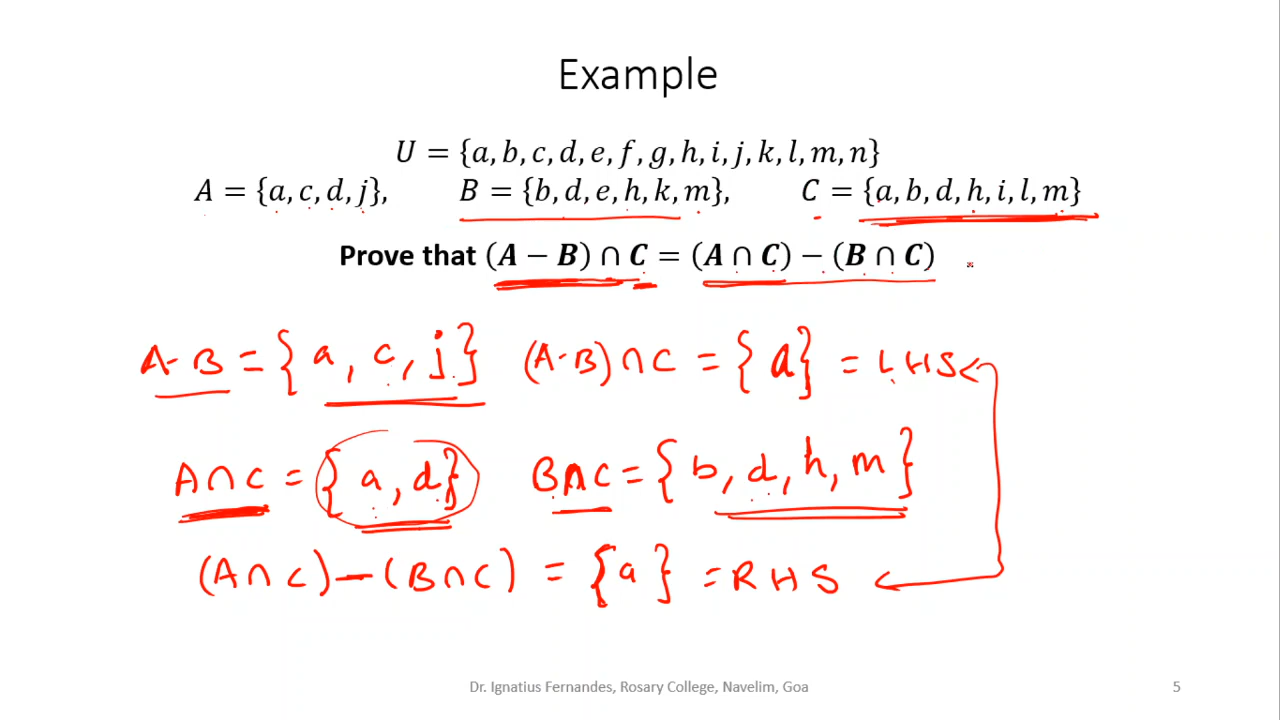 Example
U = {a, b, c, d, e, f, g, h, i, j, k, l, m, n}
A = {a, c, d, j}, B = {b, d, e, h, k, m}, C = {a, b, d, h, i, l, m}
Prove that (A − B) ∩ C = (A ∩ C) − (B ∩ C)
A-B = {a, c, j} (A-B) ∩ C = {a} = LHS
A∩C = {a, d} B∩C = {b, d, h, m}
(A∩C)-(B∩C) = {a} = RHS
Dr. Ignatius Fernandes, Rosary College, Navelim, Goa 5